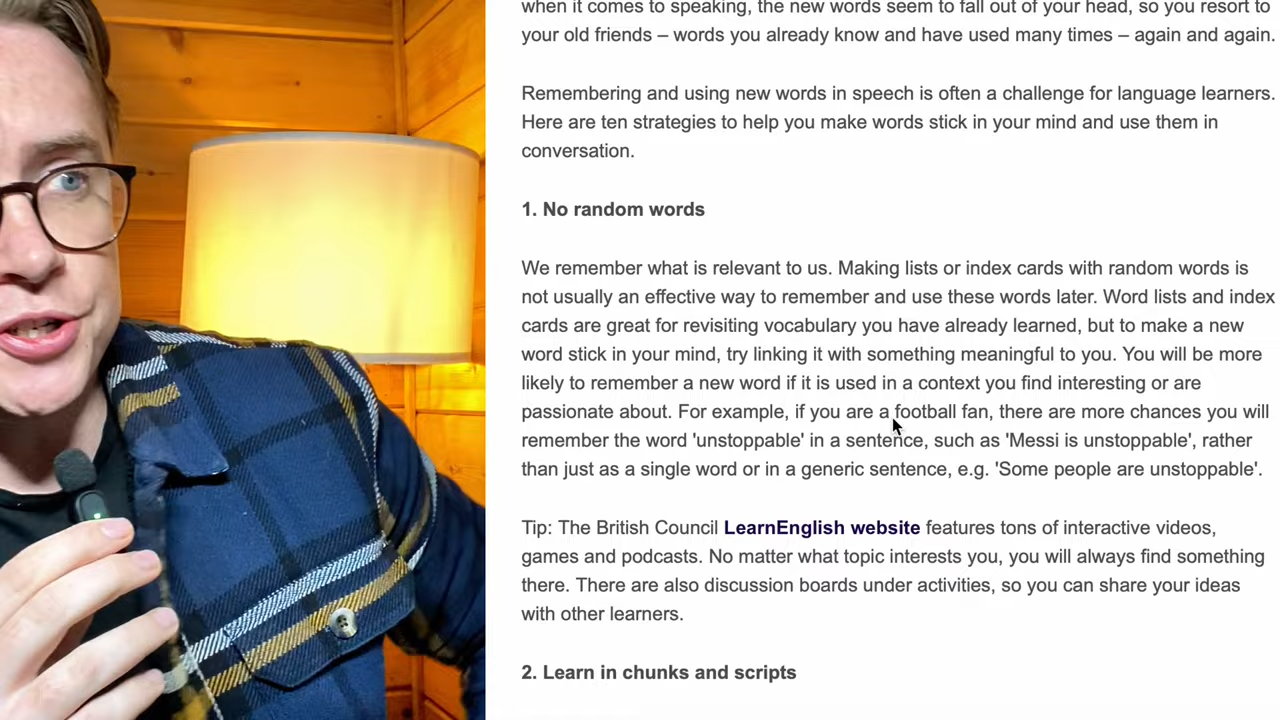 when it comes to speaking, the new words seem to fall out of your head, so you resort to
your old friends – words you already know and have used many times – again and again.
Remembering and using new words in speech is often a challenge for language learners.
Here are ten strategies to help you make words stick in your mind and use them in
conversation.
1. No random words
We remember what is relevant to us. Making lists or index cards with random words is
not usually an effective way to remember and use these words later. Word lists and index
cards are great for revisiting vocabulary you have already learned, but to make a new
word stick in your mind, try linking it with something meaningful to you. You will be more
likely to remember a new word if it is used in a context you find interesting or are
passionate about. For example, if you are a football fan, there are more chances you will
remember the word 'unstoppable' in a sentence, such as 'Messi is unstoppable', rather
than just as a single word or in a generic sentence, e.g. 'Some people are unstoppable'.
Tip: The British Council LearnEnglish website features tons of interactive videos,
games and podcasts. No matter what topic interests you, you will always find something
there. There are also discussion boards under activities, so you can share your ideas
with other learners.
2. Learn in chunks and scripts